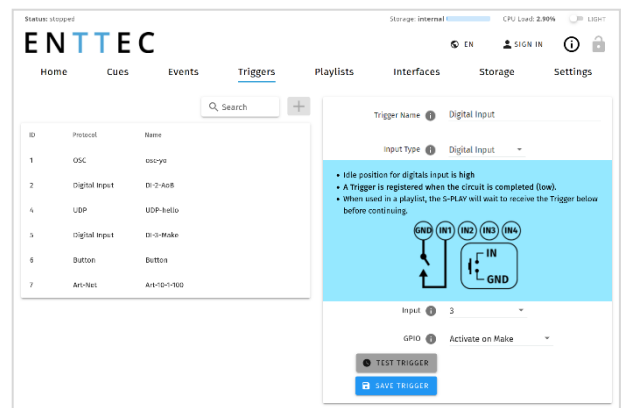 Status: stopped
Storage: internal
CPU Load: 2.90%
LIGHT
ENTTEC
EN
SIGN IN
Home
Cues
Events
Triggers
Playlists
Interfaces
Storage
Settings
Search
ID Protocol Name
1 OSC osc-yo
2 Digital Input DI-2-AoB
4 UDP UDP-hello
5 Digital Input DI-3-Make
6 Button Button
7 Art-Net Art-10-1-100
Trigger Name Digital Input
Input Type Digital Input
• Idle position for digitals input is high
• A Trigger is registered when the circuit is completed (low).
• When used in a playlist, the S-PLAY will wait to receive the Trigger below
before continuing.
GND IN1 IN2 IN3 IN4
IN
GND
Input 3
GPIO Activate on Make
TEST TRIGGER
SAVE TRIGGER